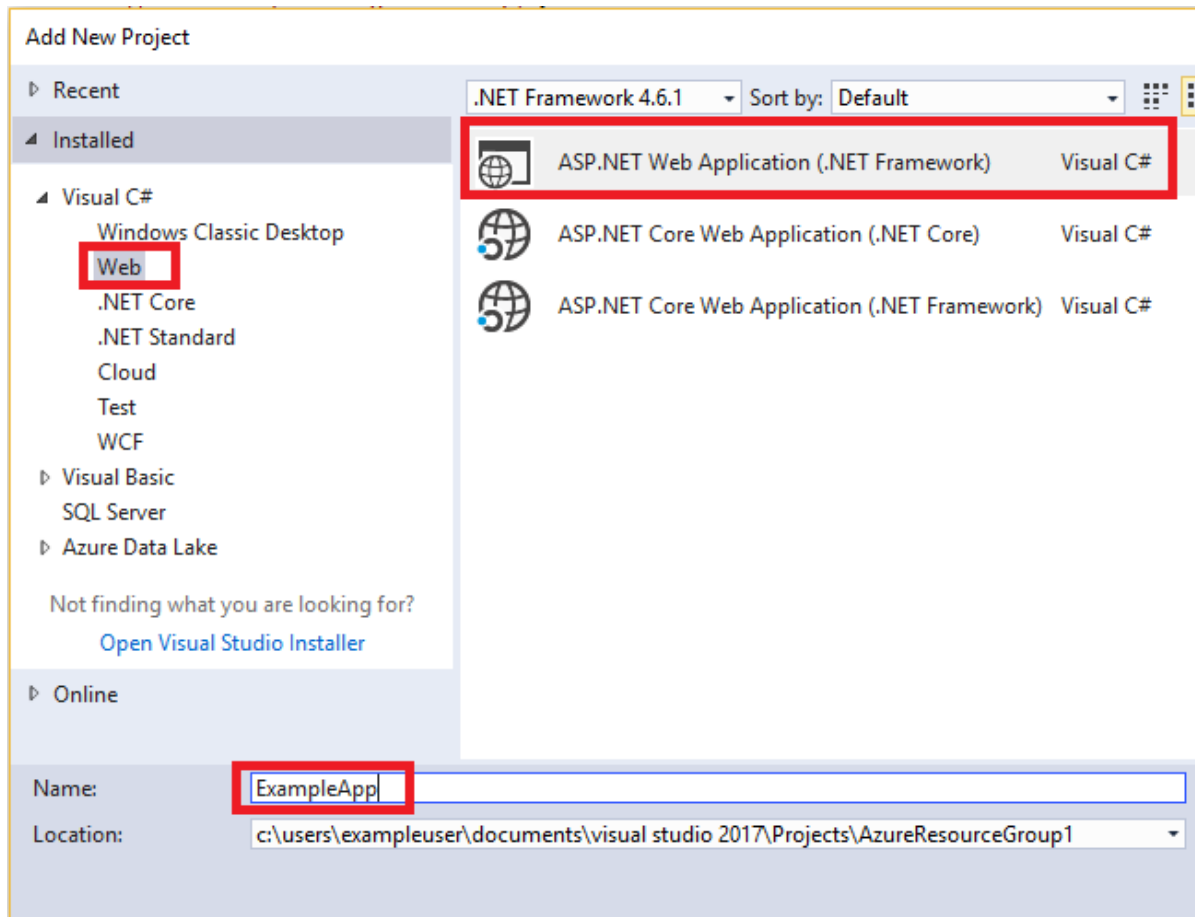 Add New Project
Recent
Installed
Visual C#
Windows Classic Desktop
Web
.NET Core
.NET Standard
Cloud
Test
WCF
Visual Basic
SQL Server
Azure Data Lake
Not finding what you are looking for?
Open Visual Studio Installer
Online
.NET Framework 4.6.1 Sort by: Default
ASP.NET Web Application (.NET Framework) Visual C#
ASP.NET Core Web Application (.NET Core) Visual C#
ASP.NET Core Web Application (.NET Framework) Visual C#
Name: ExampleApp
Location: c:\users\exampleuser\documents\visual studio 2017\Projects\AzureResourceGroup1